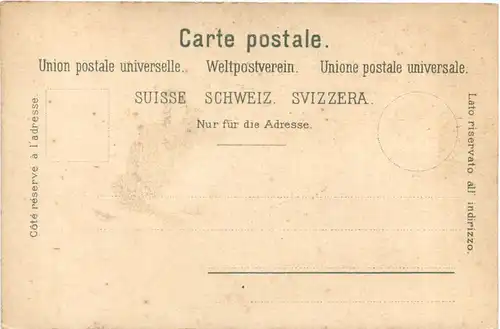 Carte postale.
Union postale universelle. Weltpostverein. Unione postale universale.
SUISSE SCHWEIZ. SVIZZERA.
Nur für die Adresse.
Côté réservé à l'adresse.
Lato riservato all' indirizzo.